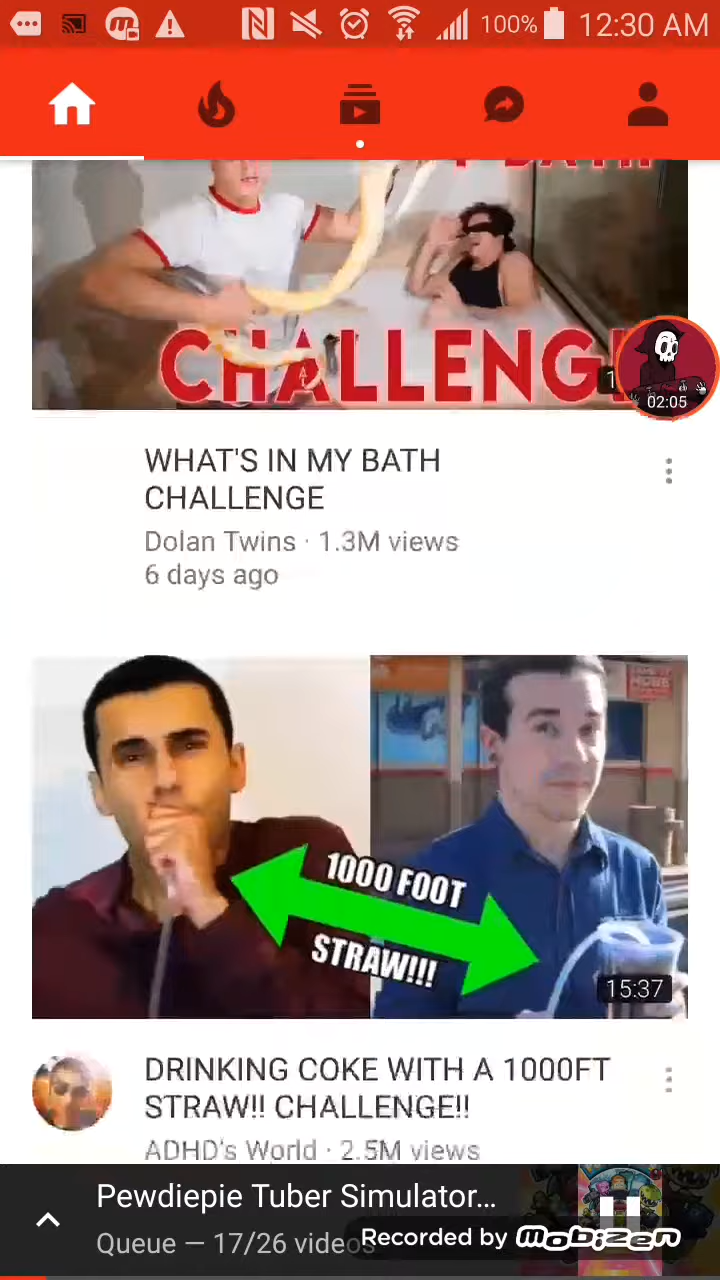 100% 12:30 AM
CHALLENGE
02:05
WHAT'S IN MY BATH
CHALLENGE
Dolan Twins · 1.3M views
6 days ago
1000 FOOT
STRAW!!!
15:37
DRINKING COKE WITH A 1000FT
STRAW!! CHALLENGE!!
ADHD's World · 2.5M views
Pewdiepie Tuber Simulator...
Queue — 17/26 videos
Recorded by Mobizen